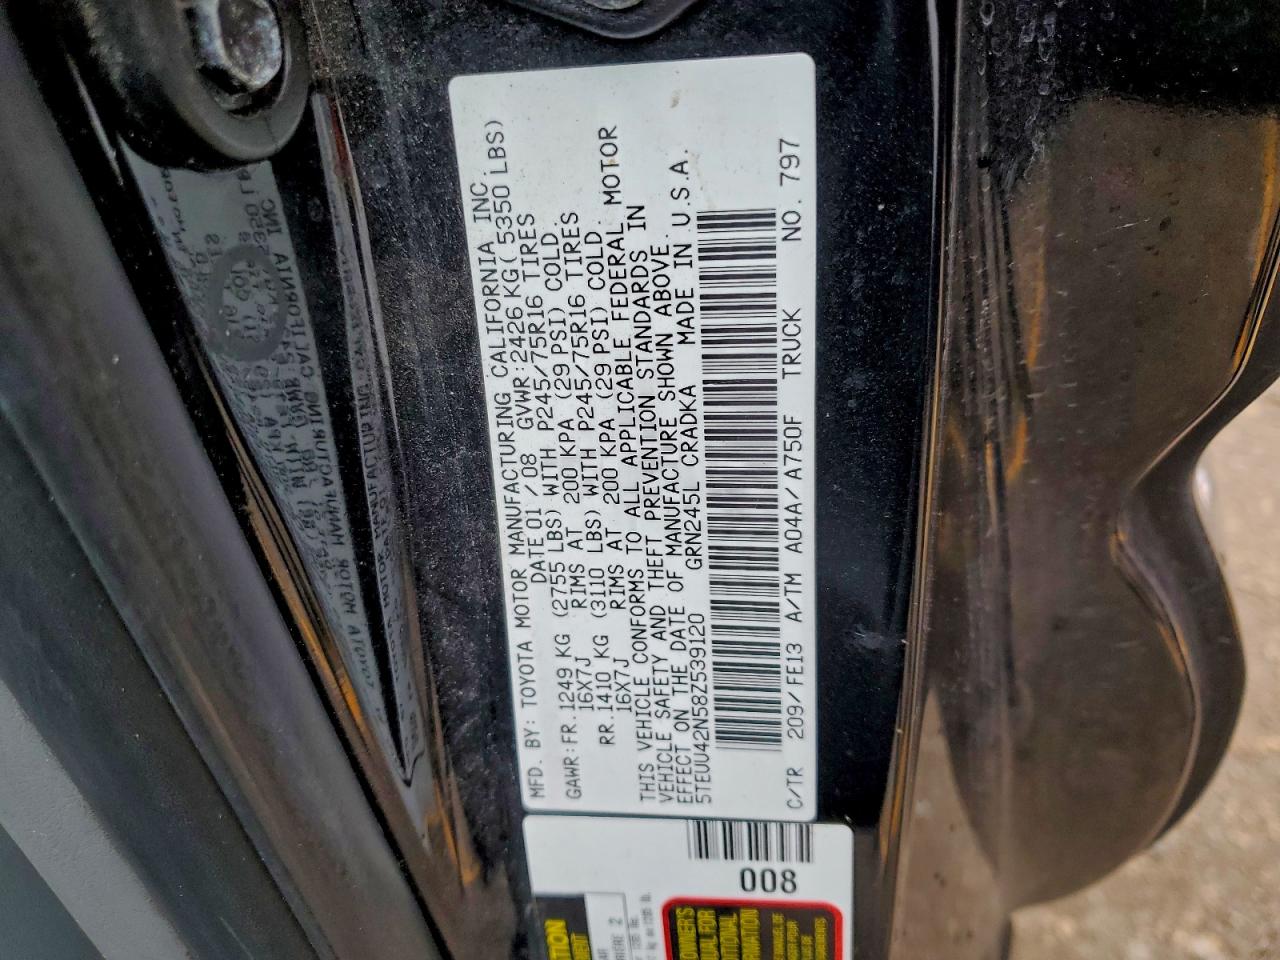 MFD. BY: TOYOTA MOTOR MANUFACTURING CALIFORNIA, INC.
DATE 01 /08 GVWR:2426 KG( 5350 LBS)
GAWR:FR.1249 KG (2755 LBS) WITH P245/75R16 TIRES
16X7J RIMS AT 200 KPA (29 PSI) COLD.
RR.1410 KG (3110 LBS) WITH P245/75R16 TIRES
16X7J RIMS AT 200 KPA (29 PSI) COLD.
THIS VEHICLE CONFORMS TO ALL APPLICABLE FEDERAL MOTOR
VEHICLE SAFETY AND THEFT PREVENTION STANDARDS IN
EFFECT ON THE DATE OF MANUFACTURE SHOWN ABOVE.
5TEUU42N58Z539120 GRN245L CRADKA MADE IN U.S.A.
C/TR 209/FE13 A/TM A04A/A750F TRUCK NO. 797
008